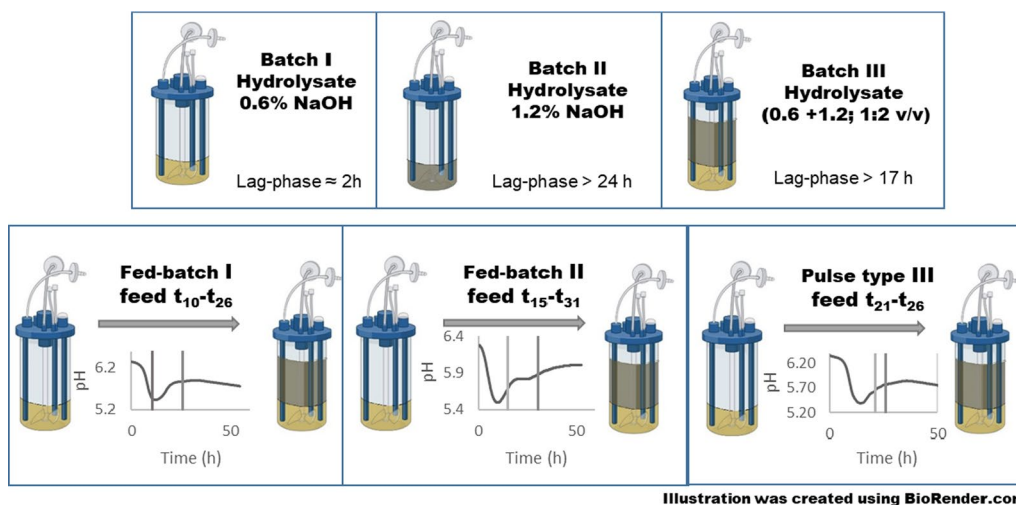 Batch I
Hydrolysate
0.6% NaOH
Lag-phase ≈ 2h
Batch II
Hydrolysate
1.2% NaOH
Lag-phase > 24 h
Batch III
Hydrolysate
(0.6 +1.2; 1:2 v/v)
Lag-phase > 17 h
Fed-batch I
feed t₁₀-t₂₆
pH
6.2
5.2
0
50
Time (h)
Fed-batch II
feed t₁₅-t₃₁
pH
6.4
5.9
5.4
0
50
Time (h)
Pulse type III
feed t₂₁-t₂₆
pH
6.20
5.70
5.20
0
50
Time (h)
Illustration was created using BioRender.com